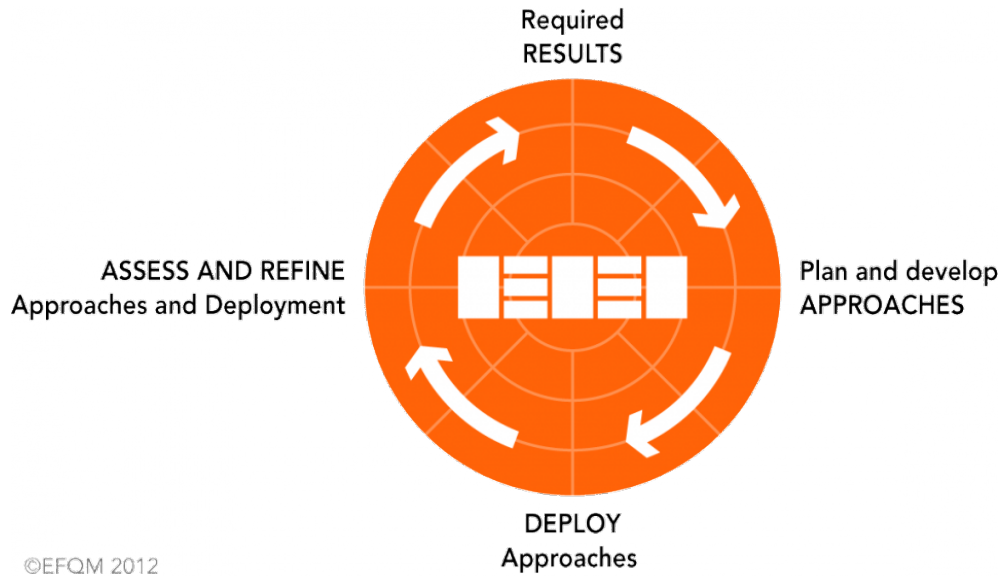 Required
RESULTS
ASSESS AND REFINE
Approaches and Deployment
Plan and develop
APPROACHES
DEPLOY
Approaches
©EFQM 2012